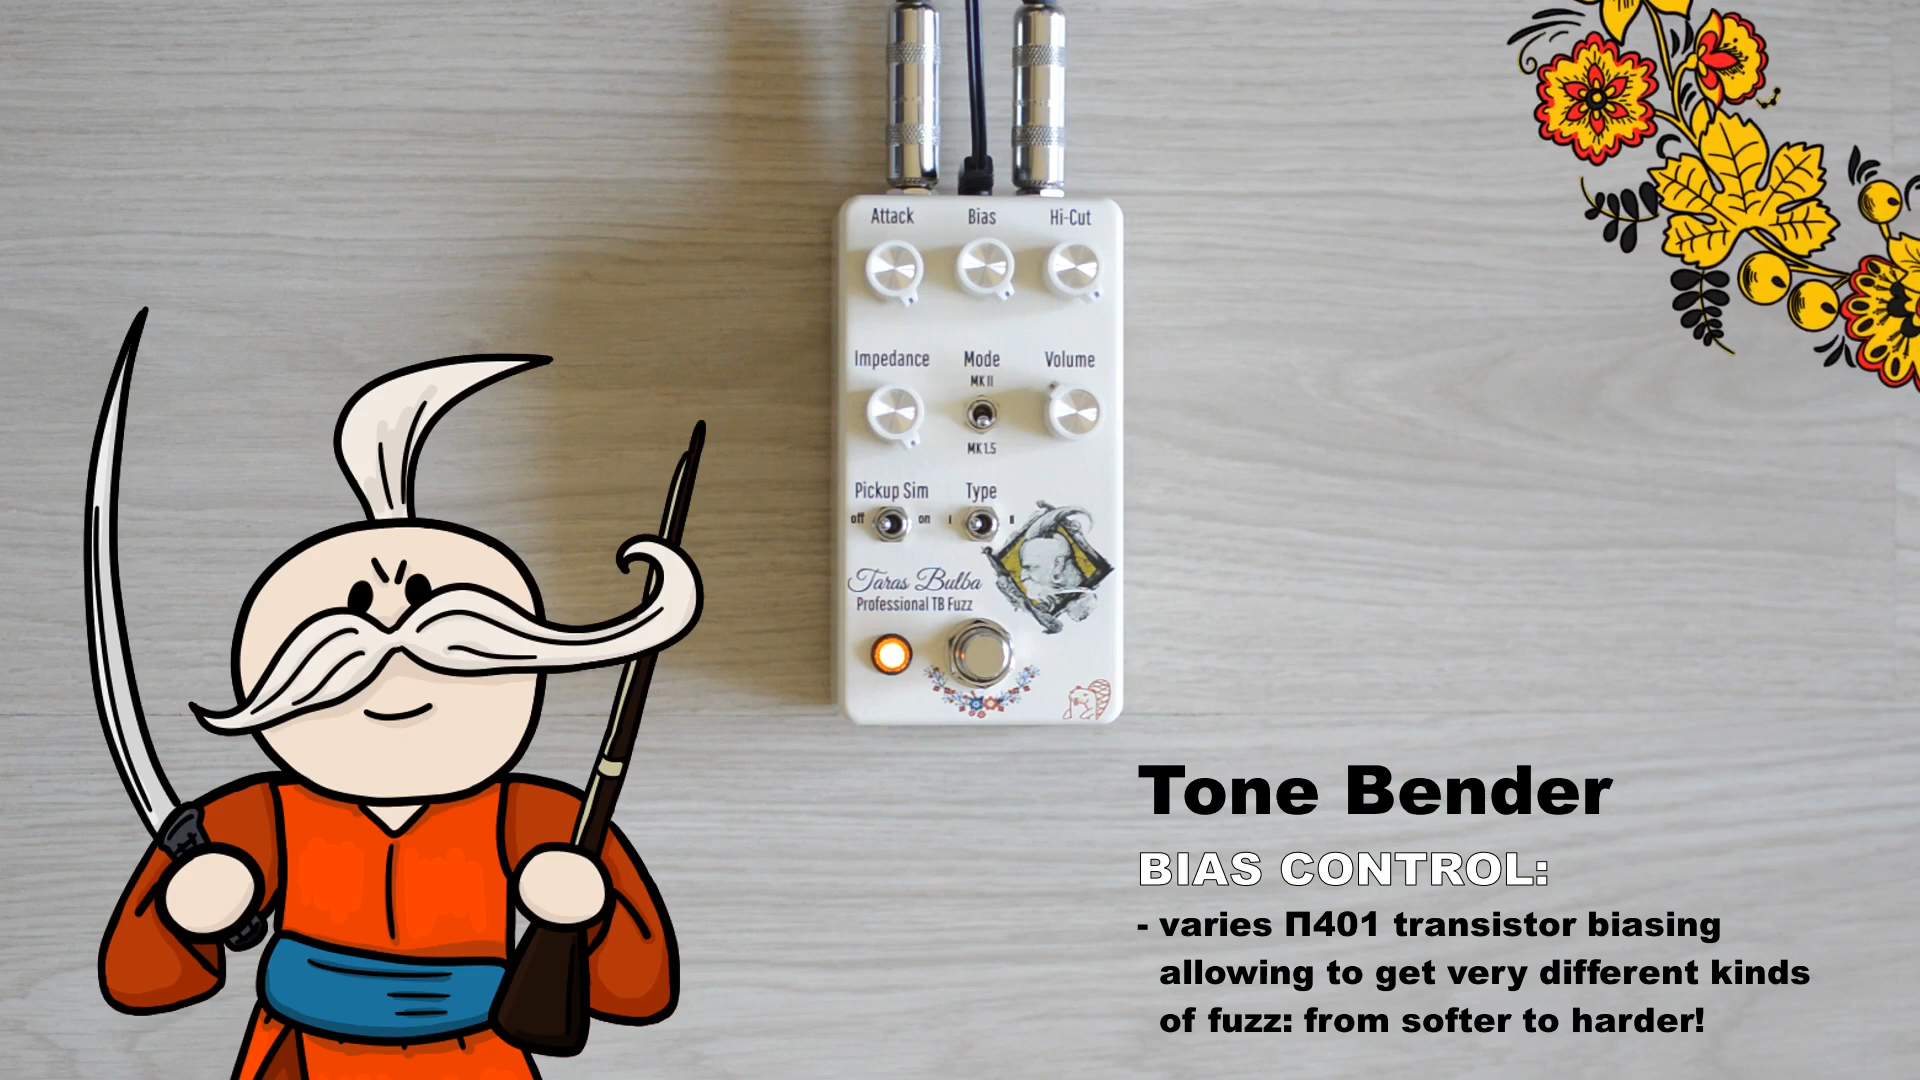 Attack Bias Hi-Cut
Impedance Mode Volume
MK II
MK 1.5
Pickup Sim Type
off on I II
Taras Bulba
Professional TB Fuzz
Tone Bender
BIAS CONTROL:
- varies П401 transistor biasing
allowing to get very different kinds
of fuzz: from softer to harder!